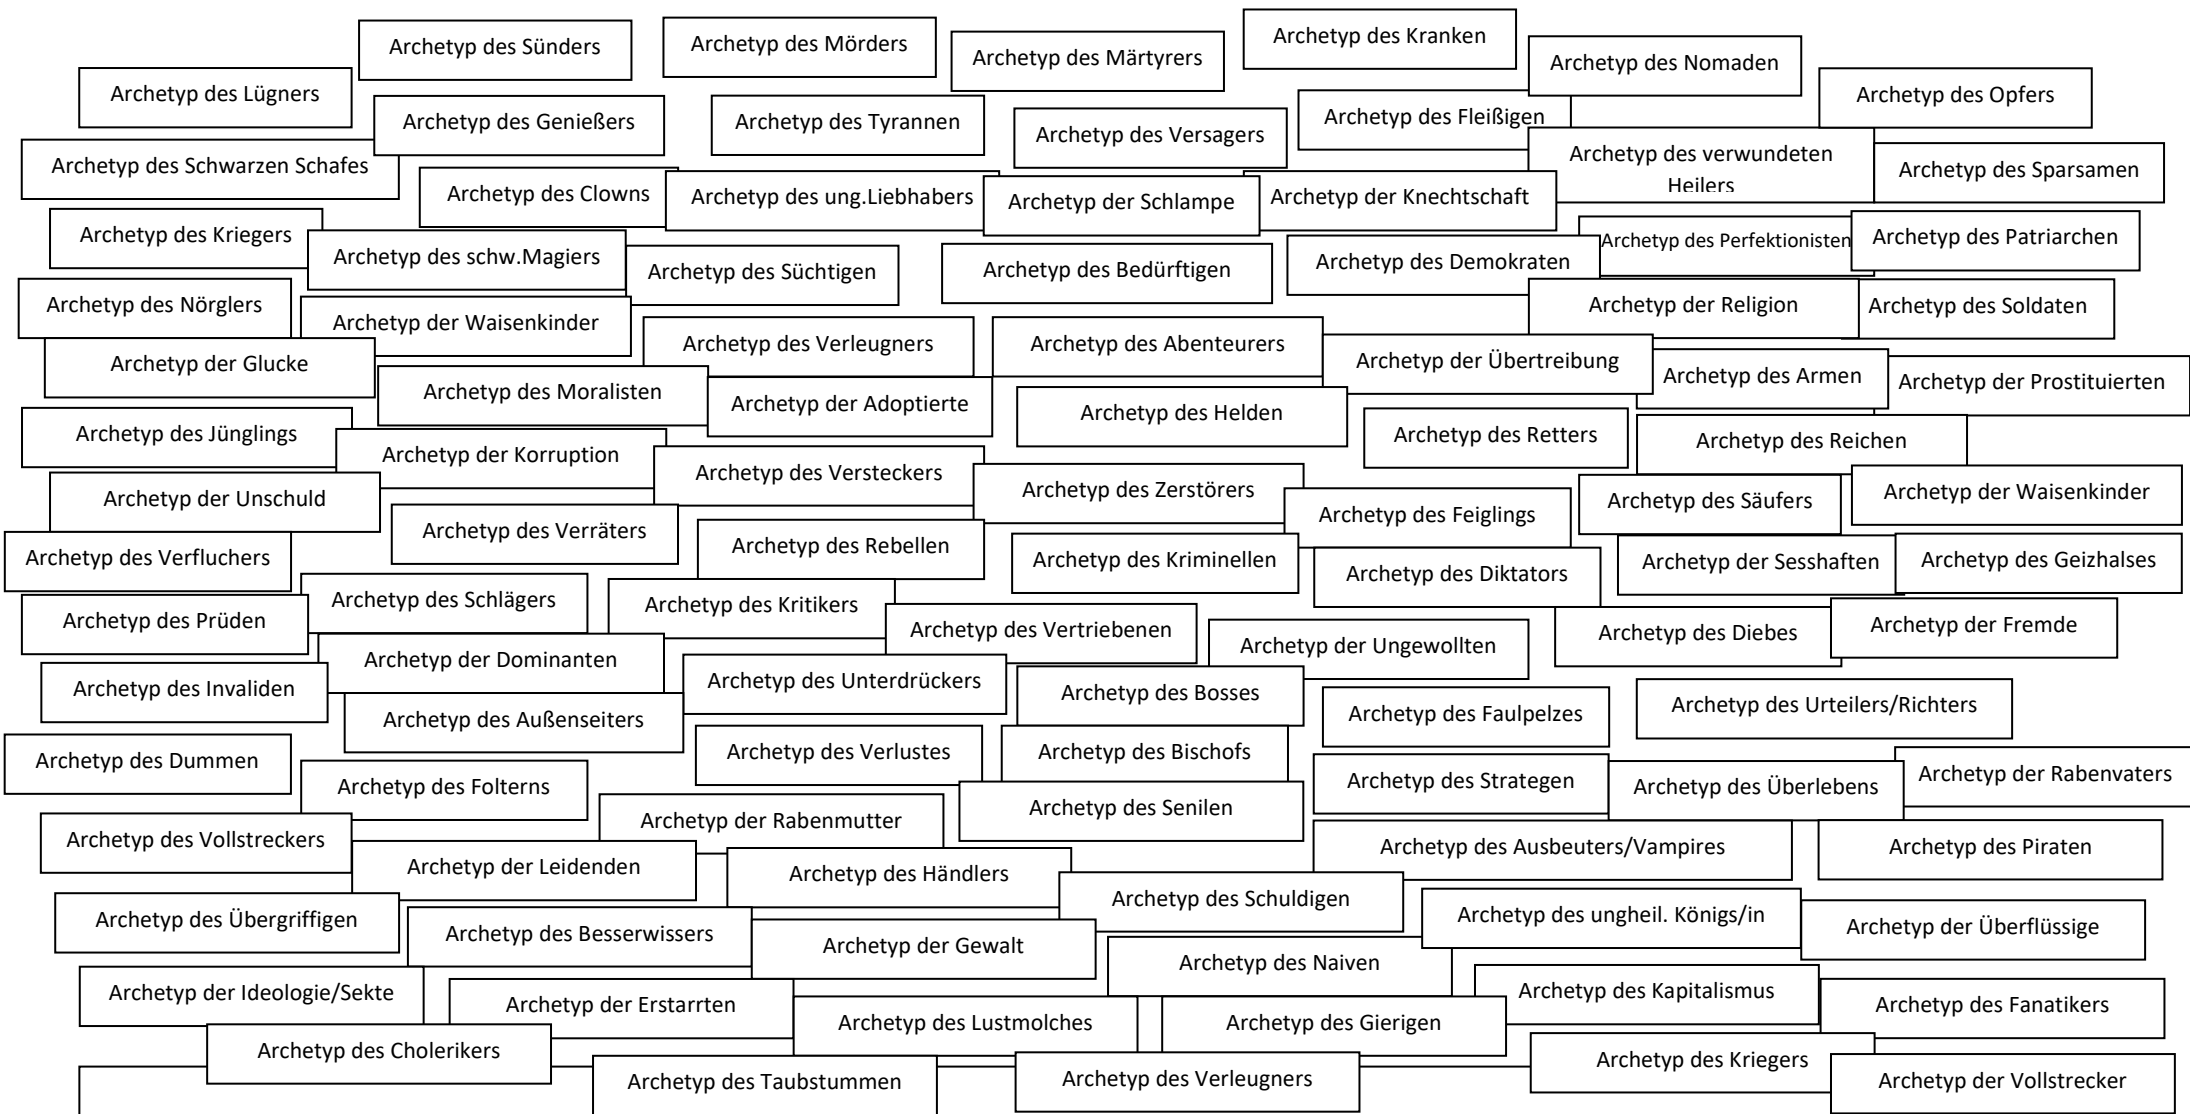 Archetyp des Sünders
Archetyp des Mörders
Archetyp des Märtyrers
Archetyp des Kranken
Archetyp des Nomaden
Archetyp des Lügners
Archetyp des Opfers
Archetyp des Genießers
Archetyp des Tyrannen
Archetyp des Versagers
Archetyp des Fleißigen
Archetyp des Schwarzen Schafes
Archetyp des verwundeten
Heilers
Archetyp des Sparsamen
Archetyp des Clowns
Archetyp des ung.Liebhabers
Archetyp der Schlampe
Archetyp der Knechtschaft
Archetyp des Kriegers
Archetyp des schw.Magiers
Archetyp des Süchtigen
Archetyp des Bedürftigen
Archetyp des Demokraten
Archetyp des Perfektionisten
Archetyp des Patriarchen
Archetyp des Nörglers
Archetyp der Waisenkinder
Archetyp der Religion
Archetyp des Soldaten
Archetyp der Glucke
Archetyp des Verleugners
Archetyp des Abenteurers
Archetyp der Übertreibung
Archetyp des Armen
Archetyp der Prostituierten
Archetyp des Moralisten
Archetyp der Adoptierte
Archetyp des Helden
Archetyp des Jünglings
Archetyp der Korruption
Archetyp des Retters
Archetyp des Reichen
Archetyp des Versteckers
Archetyp des Zerstörers
Archetyp der Unschuld
Archetyp des Säufers
Archetyp der Waisenkinder
Archetyp des Verräters
Archetyp des Feiglings
Archetyp des Rebellen
Archetyp des Verfluchers
Archetyp des Kriminellen
Archetyp des Diktators
Archetyp der Sesshaften
Archetyp des Geizhalses
Archetyp des Schlägers
Archetyp des Kritikers
Archetyp des Prüden
Archetyp des Vertriebenen
Archetyp der Ungewollten
Archetyp des Diebes
Archetyp der Fremde
Archetyp der Dominanten
Archetyp des Invaliden
Archetyp des Unterdrückers
Archetyp des Bosses
Archetyp des Außenseiters
Archetyp des Faulpelzes
Archetyp des Urteilers/Richters
Archetyp des Dummen
Archetyp des Verlustes
Archetyp des Bischofs
Archetyp des Folterns
Archetyp des Strategen
Archetyp des Überlebens
Archetyp der Rabenvaters
Archetyp des Senilen
Archetyp der Rabenmutter
Archetyp des Vollstreckers
Archetyp der Leidenden
Archetyp des Händlers
Archetyp des Ausbeuters/Vampires
Archetyp des Piraten
Archetyp des Schuldigen
Archetyp des Übergriffigen
Archetyp des Besserwissers
Archetyp der Gewalt
Archetyp des ungheil. Königs/in
Archetyp der Überflüssige
Archetyp des Naiven
Archetyp der Ideologie/Sekte
Archetyp der Erstarrten
Archetyp des Kapitalismus
Archetyp des Fanatikers
Archetyp des Lustmolches
Archetyp des Gierigen
Archetyp des Cholerikers
Archetyp des Kriegers
Archetyp des Taubstummen
Archetyp des Verleugners
Archetyp der Vollstrecker